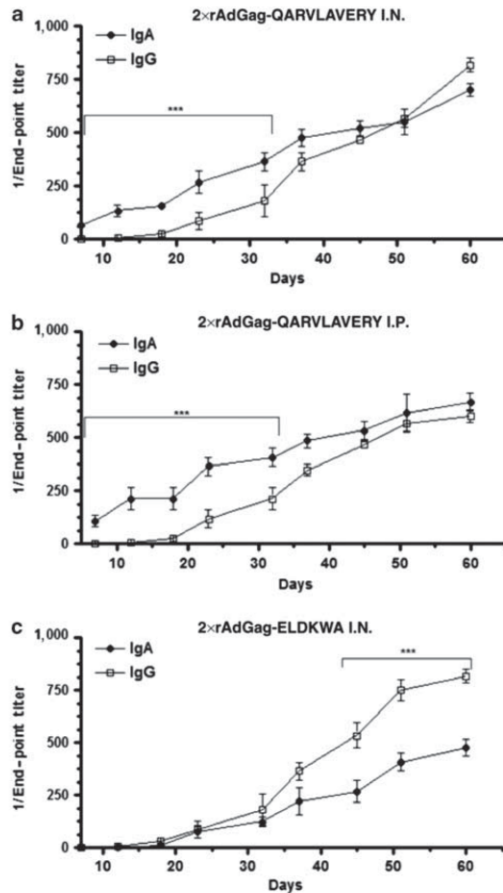 a
2×rAdGag-QARVLAVERY I.N.
1,000
IgA
IgG
750
***
500
250
0
10 20 30 40 50 60
Days
1/End-point titer
b
2×rAdGag-QARVLAVERY I.P.
1,000
IgA
IgG
750
***
500
250
0
10 20 30 40 50 60
Days
1/End-point titer
c
2×rAdGag-ELDKWA I.N.
1,000
IgA
IgG
***
750
500
250
0
10 20 30 40 50 60
Days
1/End-point titer